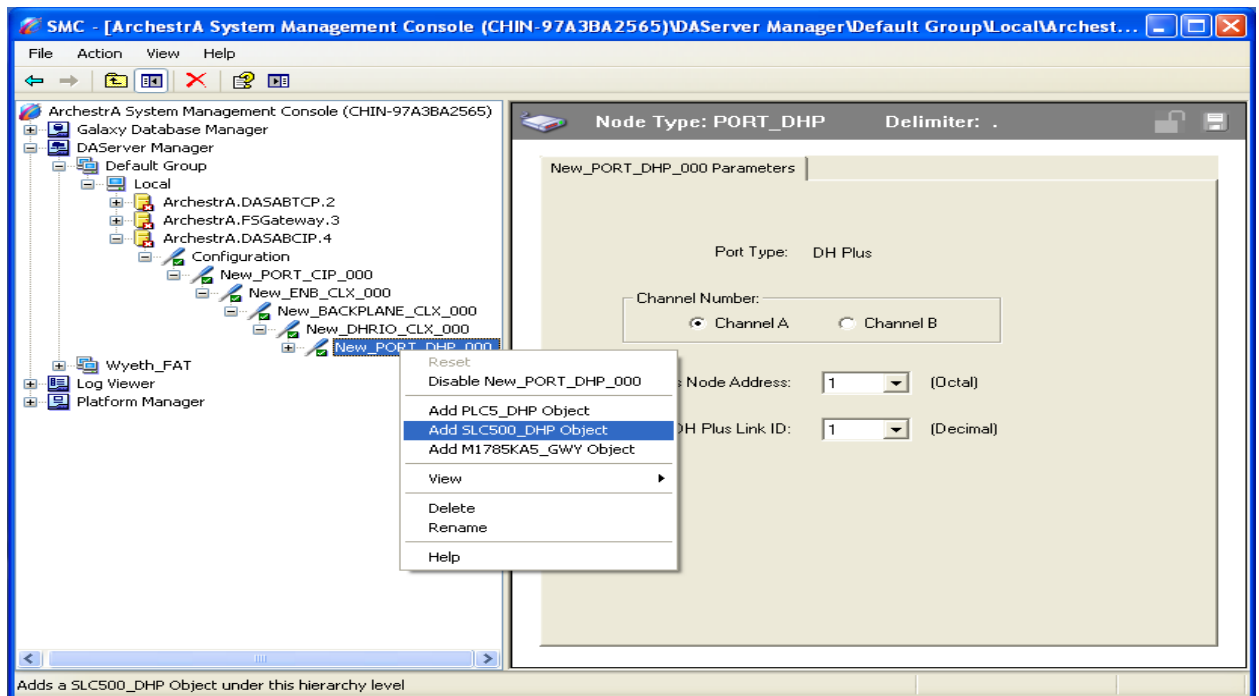 SMC - [ArchestrA System Management Console (CHIN-97A3BA2565)\DAServer Manager\Default Group\Local\Archest...
File Action View Help
ArchestrA System Management Console (CHIN-97A3BA2565)
Galaxy Database Manager
DAServer Manager
Default Group
Local
ArchestrA.DASABTCP.2
ArchestrA.FSGateway.3
ArchestrA.DASABCIP.4
Configuration
New_PORT_CIP_000
New_ENB_CLX_000
New_BACKPLANE_CLX_000
New_DHRIO_CLX_000
New_PORT_DHP_000
Wyeth_FAT
Log Viewer
Platform Manager
Reset
Disable New_PORT_DHP_000
Add PLC5_DHP Object
Add SLC500_DHP Object
Add M1785KA5_GWY Object
View
Delete
Rename
Help
Node Type: PORT_DHP Delimiter: .
New_PORT_DHP_000 Parameters
Port Type: DH Plus
Channel Number:
Channel A Channel B
Node Address: 1 (Octal)
DH Plus Link ID: 1 (Decimal)
Adds a SLC500_DHP Object under this hierarchy level